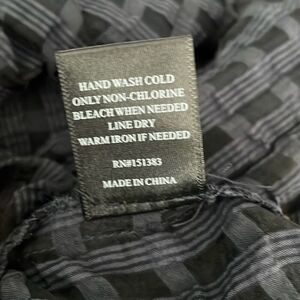 HAND WASH COLD
ONLY NON-CHLORINE
BLEACH WHEN NEEDED
LINE DRY
WARM IRON IF NEEDED
RN#151383
MADE IN CHINA